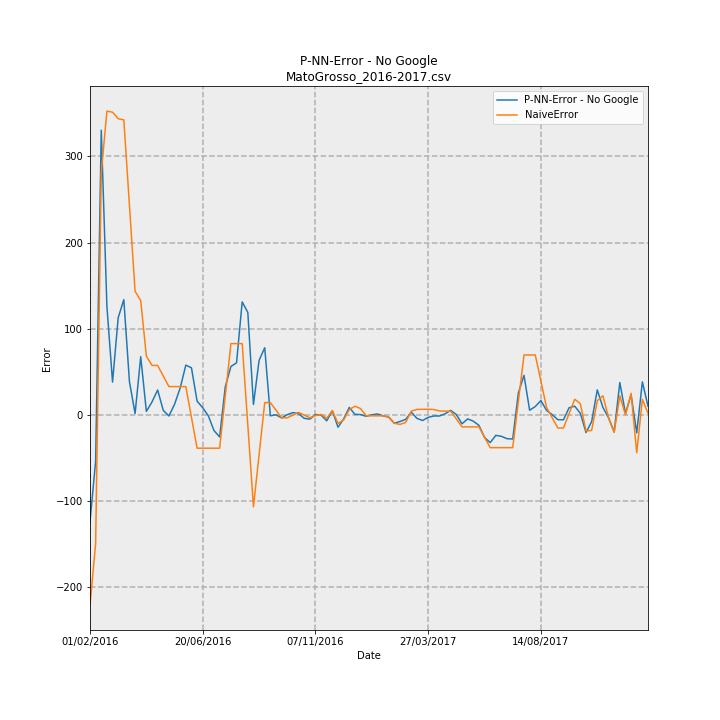 P-NN-Error - No Google
MatoGrosso_2016-2017.csv
P-NN-Error - No Google
NaiveError
Error
300
200
100
0
−100
−200
01/02/2016 20/06/2016 07/11/2016 27/03/2017 14/08/2017
Date